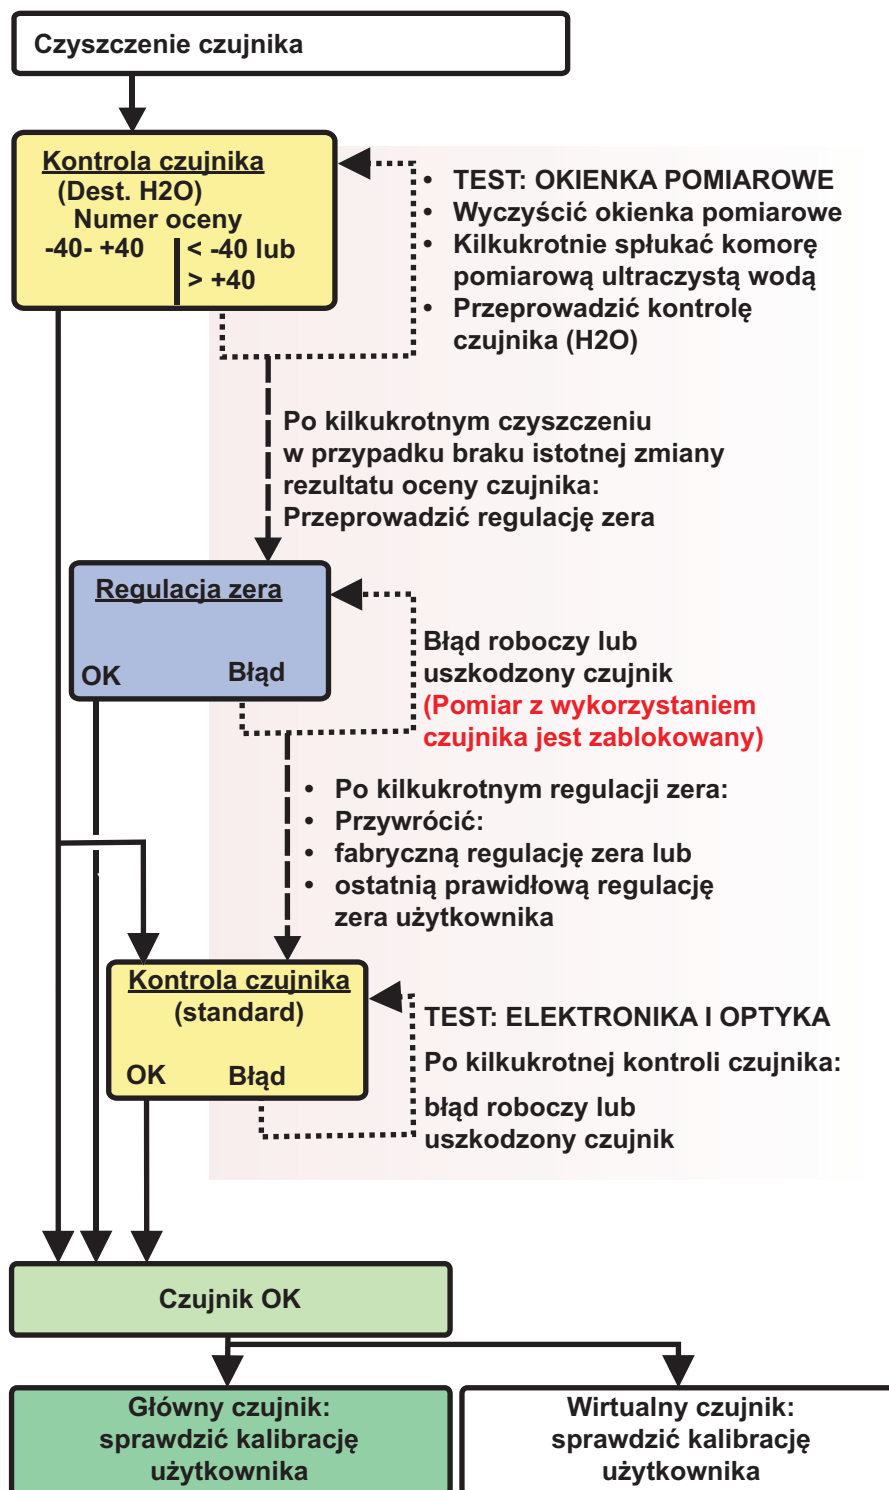 Czyszczenie czujnika
Kontrola czujnika
(Dest. H2O)
Numer oceny
-40- +40
< -40 lub
> +40
• TEST: OKIENKA POMIAROWE
• Wyczyścić okienka pomiarowe
• Kilkukrotnie spłukać komorę
pomiarową ultraczystą wodą
• Przeprowadzić kontrolę
czujnika (H2O)
Po kilkukrotnym czyszczeniu
w przypadku braku istotnej zmiany
rezultatu oceny czujnika:
Przeprowadzić regulację zera
Regulacja zera
OK
Błąd
Błąd roboczy lub
uszkodzony czujnik
(Pomiar z wykorzystaniem
czujnika jest zablokowany)
• Po kilkukrotnym regulacji zera:
• Przywrócić:
• fabryczną regulację zera lub
• ostatnią prawidłową regulację
zera użytkownika
Kontrola czujnika
(standard)
OK
Błąd
TEST: ELEKTRONIKA I OPTYKA
Po kilkukrotnej kontroli czujnika:
błąd roboczy lub
uszkodzony czujnik
Czujnik OK
Główny czujnik:
sprawdzić kalibrację
użytkownika
Wirtualny czujnik:
sprawdzić kalibrację
użytkownika